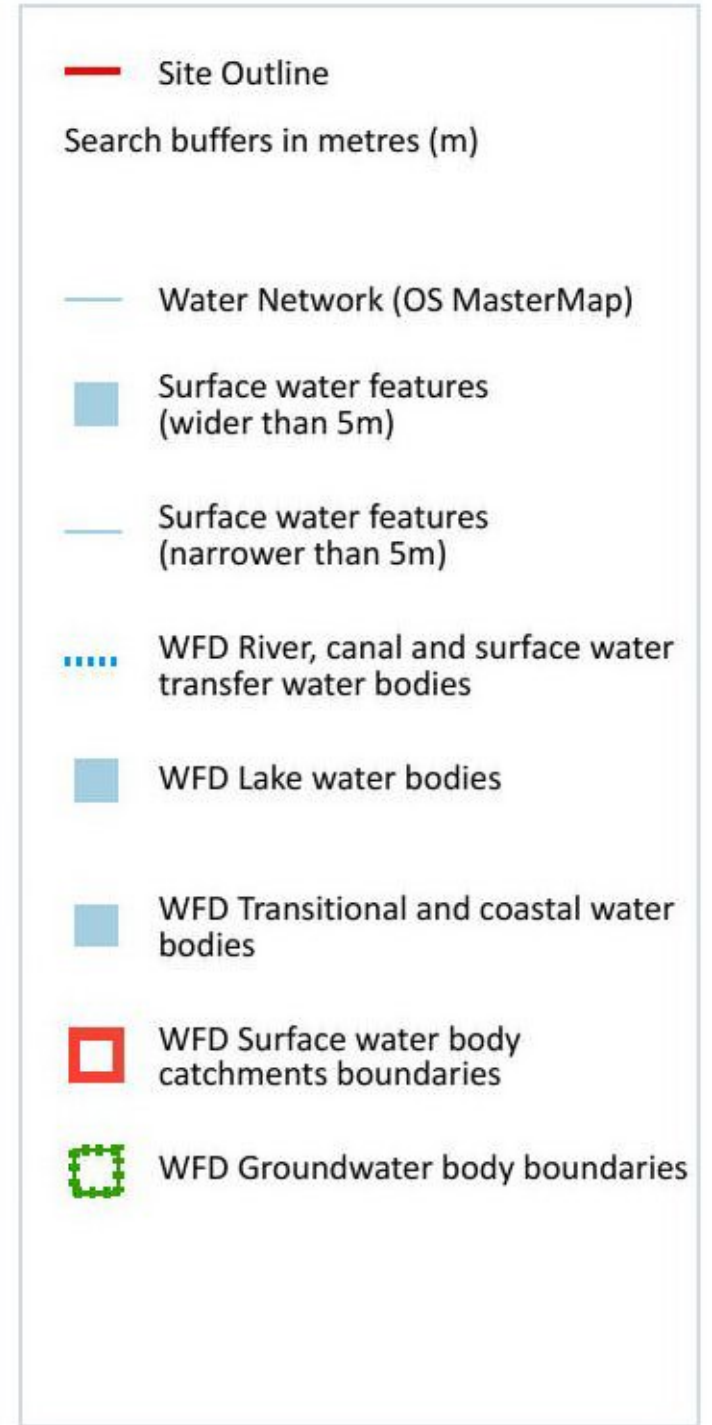 Site Outline
Search buffers in metres (m)
Water Network (OS MasterMap)
Surface water features
(wider than 5m)
Surface water features
(narrower than 5m)
WFD River, canal and surface water
transfer water bodies
WFD Lake water bodies
WFD Transitional and coastal water
bodies
WFD Surface water body
catchments boundaries
WFD Groundwater body boundaries